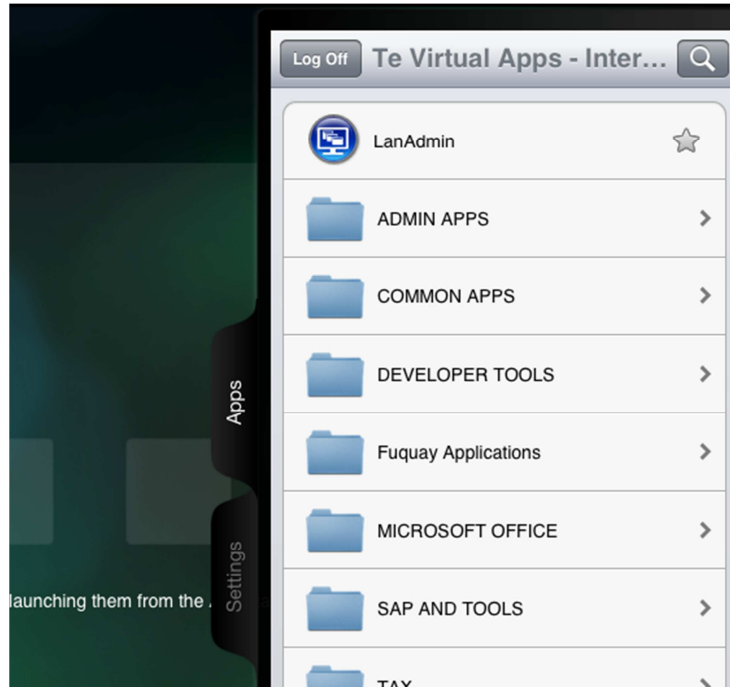 Log Off
Te Virtual Apps - Inter...
LanAdmin
ADMIN APPS
COMMON APPS
DEVELOPER TOOLS
Fuquay Applications
MICROSOFT OFFICE
SAP AND TOOLS
TAX
Apps
Settings
launching them from the